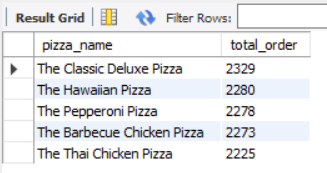 Result Grid Filter Rows:
pizza_name total_order
The Classic Deluxe Pizza 2329
The Hawaiian Pizza 2280
The Pepperoni Pizza 2278
The Barbecue Chicken Pizza 2273
The Thai Chicken Pizza 2225